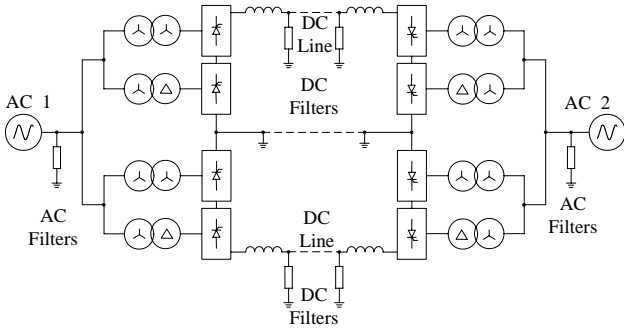 DC
Line
DC
Filters
AC 1
AC 2
AC
Filters
AC
Filters
DC
Line
DC
Filters